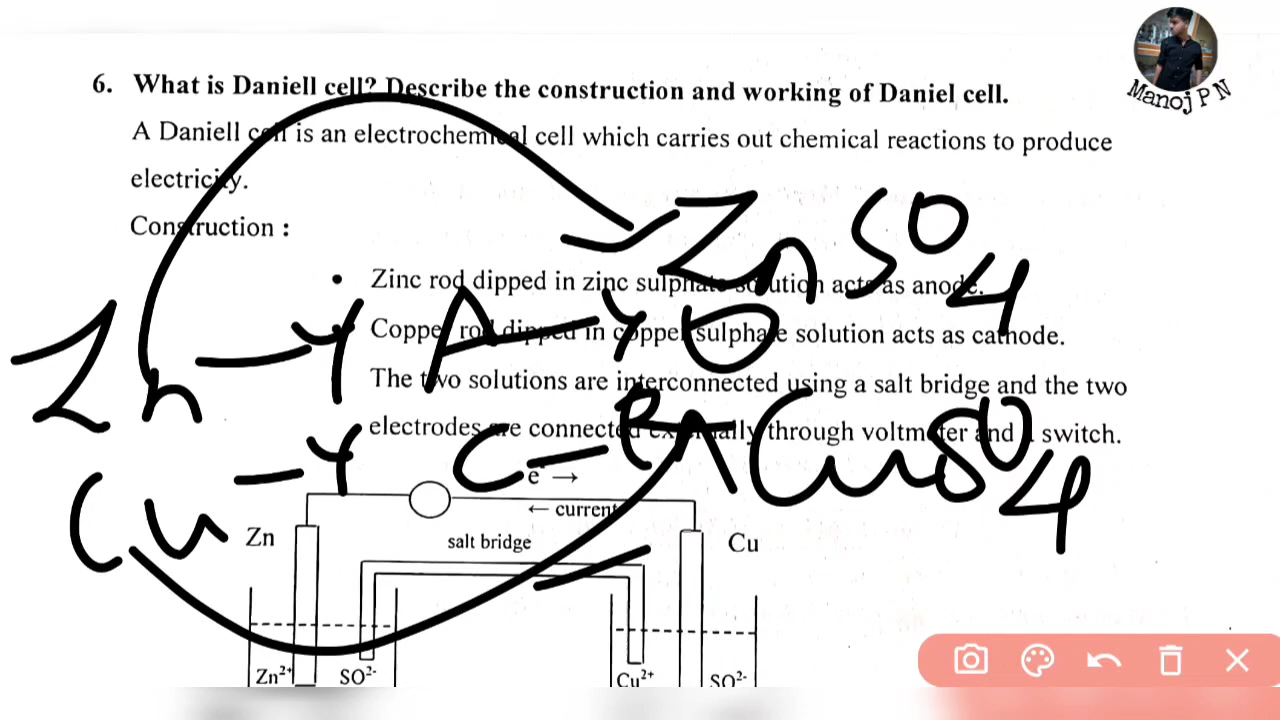 Manoj P N
6. What is Daniell cell? Describe the construction and working of Daniel cell.
A Daniell cell is an electrochemical cell which carries out chemical reactions to produce
electricity.
Construction :
• Zinc rod dipped in zinc sulphate solution acts as anode.
Copper rod dipped in copper sulphate solution acts as cathode.
The two solutions are interconnected using a salt bridge and the two
electrodes are connected externally through voltmeter and a switch.
ZnSO4
Zn
A
O
Cu
C
R
CuSO4
e →
← current
Zn
salt bridge
Cu
Zn2+
SO2-
Cu2+
SO2-